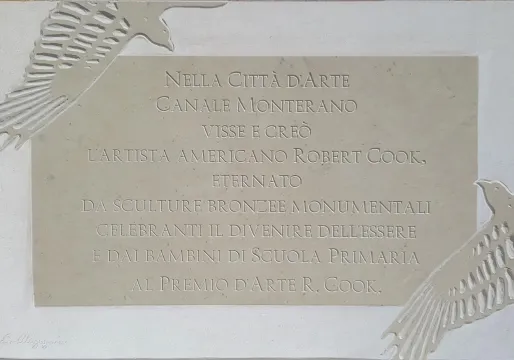 NELLA CITTÀ D'ARTE
CANALE MONTERANO
VISSE E CREÒ
L'ARTISTA AMERICANO ROBERT COOK,
ETERNATO
DA SCULTURE BRONZEE MONUMENTALI
CELEBRANTI IL DIVENIRE DELL'ESSERE
E DAI BAMBINI DI SCUOLA PRIMARIA
AL PREMIO D'ARTE R. COOK.